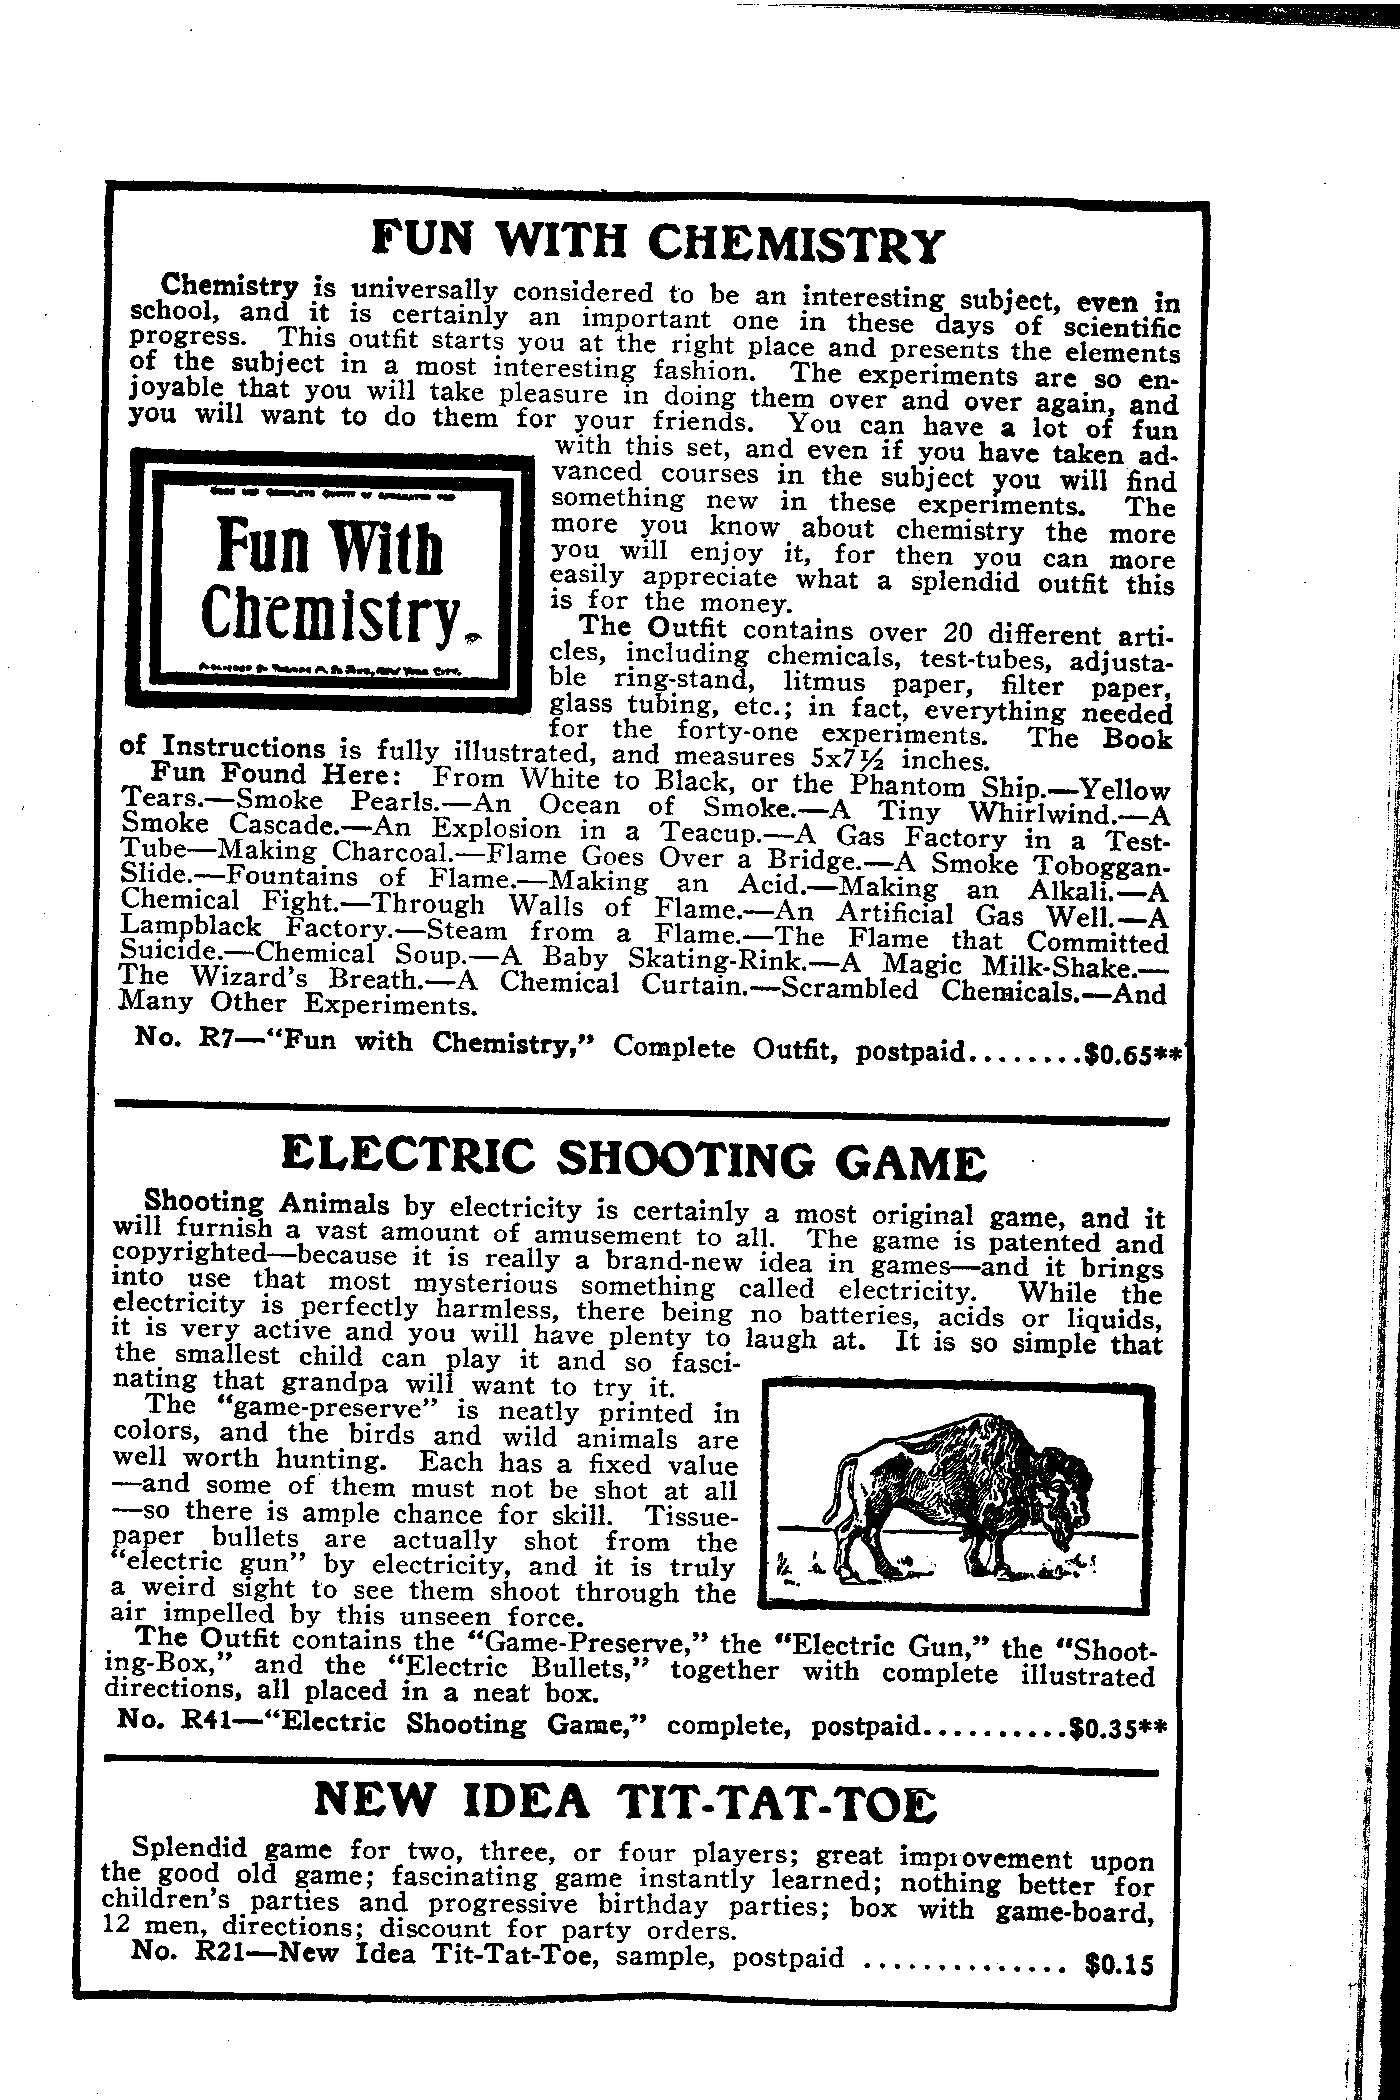 FUN WITH CHEMISTRY
Chemistry is universally considered to be an interesting subject, even in
school, and it is certainly an important one in these days of scientific
progress. This outfit starts you at the right place and presents the elements
of the subject in a most interesting fashion. The experiments are so en-
joyable that you will take pleasure in doing them over and over again, and
you will want to do them for your friends. You can have a lot of fun
with this set, and even if you have taken ad-
vanced courses in the subject you will find
something new in these experiments. The
more you know about chemistry the more
you will enjoy it, for then you can more
easily appreciate what a splendid outfit this
is for the money.
The Outfit contains over 20 different arti-
cles, including chemicals, test-tubes, adjusta-
ble ring-stand, litmus paper, filter paper,
glass tubing, etc.; in fact, everything needed
for the forty-one experiments. The Book
Fun With
Chemistry.
of Instructions is fully illustrated, and measures 5x7½ inches.
Fun Found Here: From White to Black, or the Phantom Ship.—Yellow
Tears.—Smoke Pearls.—An Ocean of Smoke.—A Tiny Whirlwind.—A
Smoke Cascade.—An Explosion in a Teacup.—A Gas Factory in a Test-
Tube—Making Charcoal.—Flame Goes Over a Bridge.—A Smoke Toboggan-
Slide.—Fountains of Flame.—Making an Acid.—Making an Alkali.—A
Chemical Fight.—Through Walls of Flame.—An Artificial Gas Well.—A
Lampblack Factory.—Steam from a Flame.—The Flame that Committed
Suicide.—Chemical Soup.—A Baby Skating-Rink.—A Magic Milk-Shake.—
The Wizard's Breath.—A Chemical Curtain.—Scrambled Chemicals.—And
Many Other Experiments.
No. R7—"Fun with Chemistry," Complete Outfit, postpaid........$0.65**
ELECTRIC SHOOTING GAME
Shooting Animals by electricity is certainly a most original game, and it
will furnish a vast amount of amusement to all. The game is patented and
copyrighted—because it is really a brand-new idea in games—and it brings
into use that most mysterious something called electricity. While the
electricity is perfectly harmless, there being no batteries, acids or liquids,
it is very active and you will have plenty to laugh at. It is so simple that
the smallest child can play it and so fasci-
nating that grandpa will want to try it.
The "game-preserve" is neatly printed in
colors, and the birds and wild animals are
well worth hunting. Each has a fixed value
—and some of them must not be shot at all
—so there is ample chance for skill. Tissue-
paper bullets are actually shot from the
"electric gun" by electricity, and it is truly
a weird sight to see them shoot through the
air impelled by this unseen force.
The Outfit contains the "Game-Preserve," the "Electric Gun," the "Shoot-
ing-Box," and the "Electric Bullets," together with complete illustrated
directions, all placed in a neat box.
No. R41—"Electric Shooting Game," complete, postpaid..........$0.35**
NEW IDEA TIT-TAT-TOE
Splendid game for two, three, or four players; great improvement upon
the good old game; fascinating game instantly learned; nothing better for
children's parties and progressive birthday parties; box with game-board,
12 men, directions; discount for party orders.
No. R21—New Idea Tit-Tat-Toe, sample, postpaid .............. $0.15